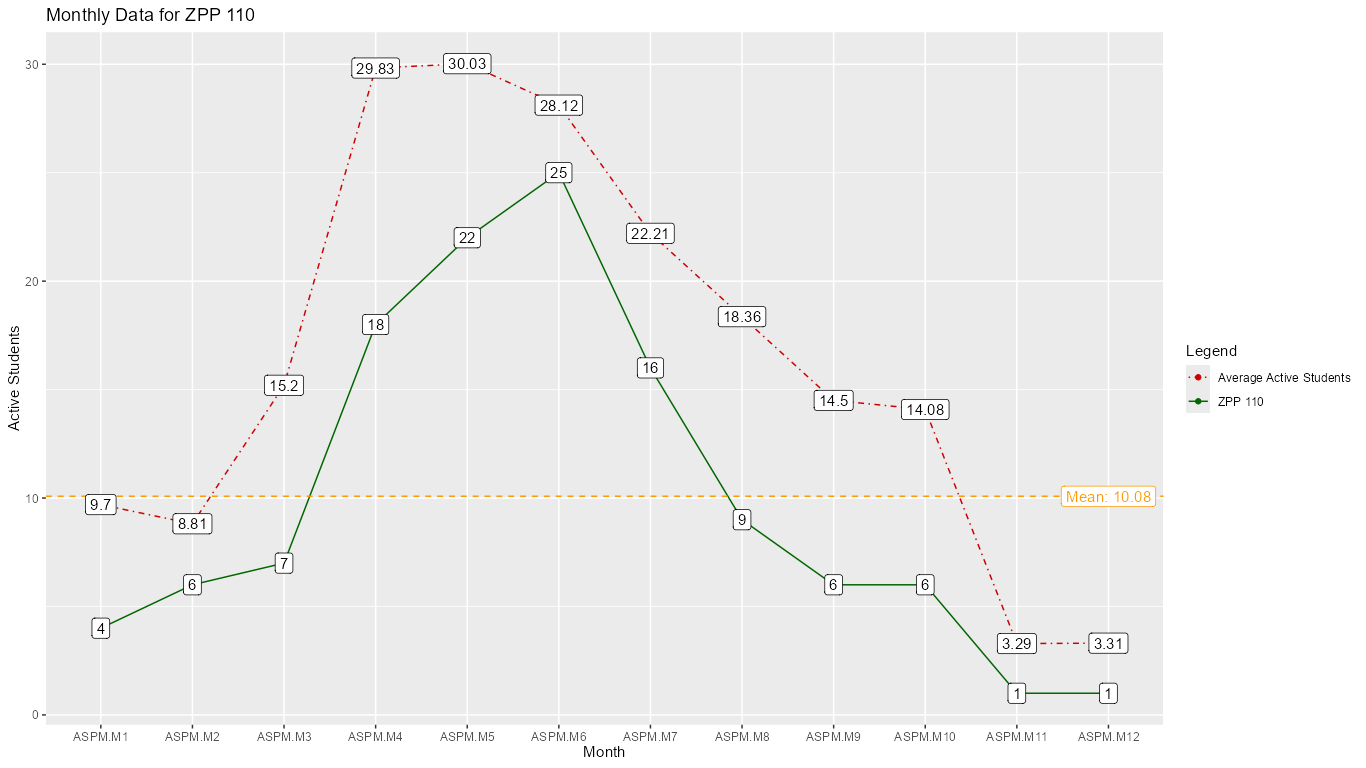 Monthly Data for ZPP 110
Active Students
30
20
10
0
29.83
30.03
28.12
25
22
22.21
18
18.36
15.2
16
14.5
14.08
9.7
8.81
Mean: 10.08
9
7
6
6
6
4
3.29
3.31
1
1
ASPM.M1
ASPM.M2
ASPM.M3
ASPM.M4
ASPM.M5
ASPM.M6
ASPM.M7
ASPM.M8
ASPM.M9
ASPM.M10
ASPM.M11
ASPM.M12
Month
Legend
Average Active Students
ZPP 110